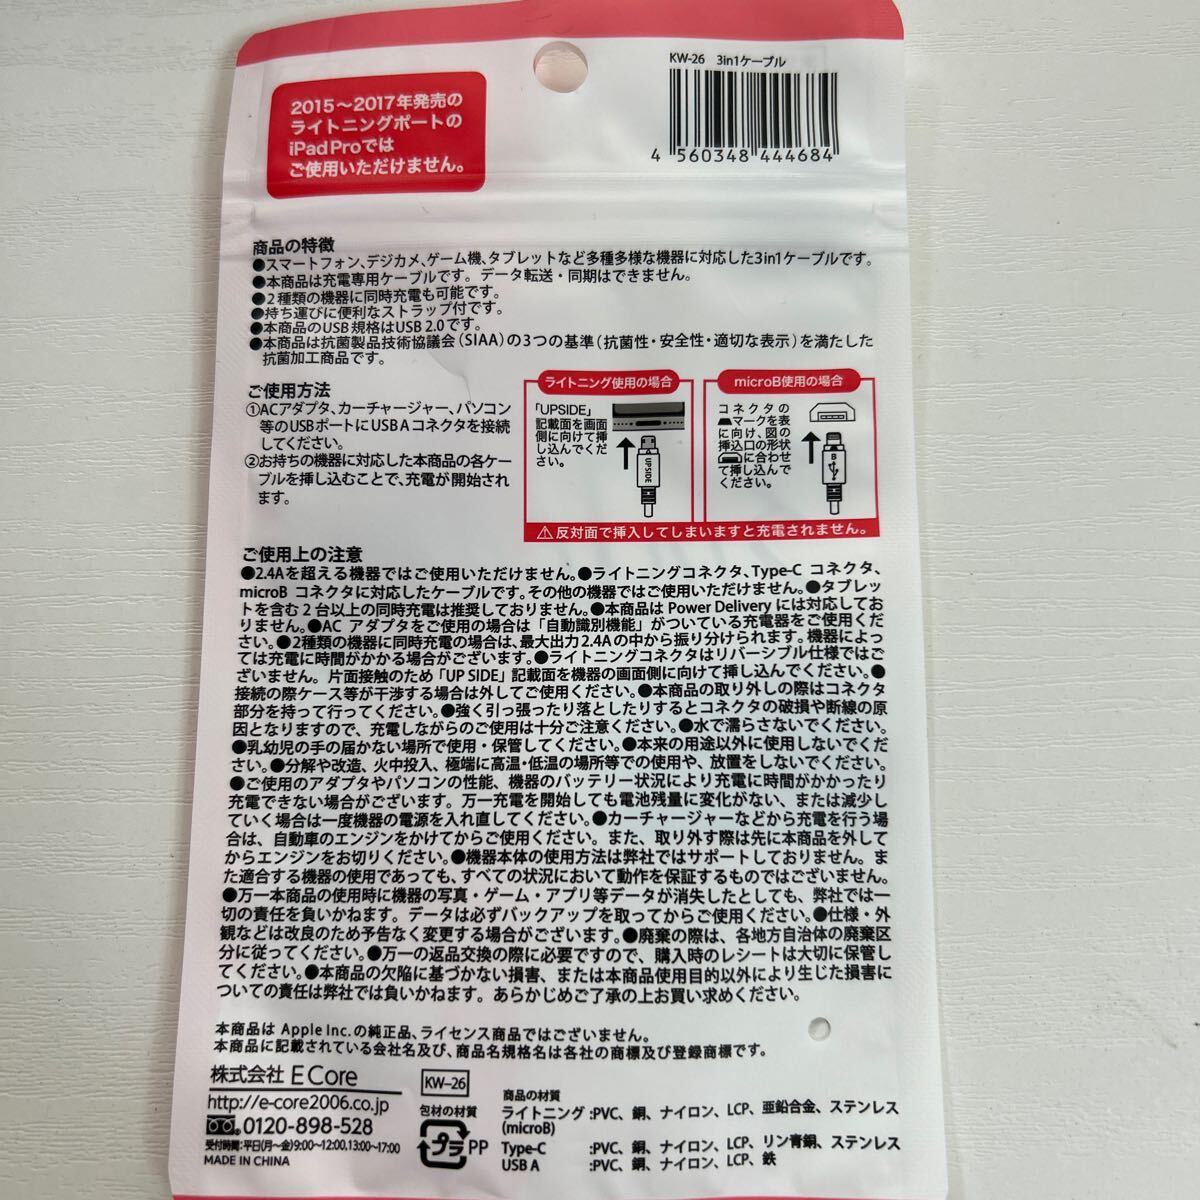 2015～2017年発売の
ライトニングポートの
iPad Proでは
ご使用いただけません。
KW-26 3in1ケーブル
4 560348 444684
商品の特徴
●スマートフォン、デジカメ、ゲーム機、タブレットなど多種多様な機器に対応した3in1ケーブルです。
●本商品は充電専用ケーブルです。データ転送・同期はできません。
●2種類の機器に同時充電も可能です。
●持ち運びに便利なストラップ付です。
●本商品のUSB規格はUSB 2.0です。
●本商品は抗菌製品技術協議会(SIAA)の3つの基準(抗菌性・安全性・適切な表示)を満たした
抗菌加工商品です。
ご使用方法
①ACアダプタ、カーチャージャー、パソコン
等のUSBポートにUSB Aコネクタを接続
してください。
②お持ちの機器に対応した本商品の各ケー
ブルを挿し込むことで、充電が開始され
ます。
ライトニング使用の場合
「UPSIDE」
記載面を画面
側に向けて挿
し込んでくだ
さい。
UPSIDE
microB使用の場合
コネクタの
マークを表
に向け、図の
挿込口の形状
に合わせ
て挿し込んで
ください。
B
⚠反対面で挿入してしまいますと充電されません。
ご使用上の注意
●2.4Aを超える機器ではご使用いただけません。●ライトニングコネクタ、Type-C コネクタ、
microB コネクタに対応したケーブルです。その他の機器ではご使用いただけません。●タブレッ
トを含む2台以上の同時充電は推奨しておりません。●本商品は Power Delivery には対応してお
りません。●AC アダプタをご使用の場合は「自動識別機能」がついている充電器をご使用くだ
さい。●2種類の機器に同時充電の場合は、最大出力2.4Aの中から振り分けられます。機器によっ
ては充電に時間がかかる場合がございます。●ライトニングコネクタはリバーシブル仕様ではご
ざいません。片面接触のため「UP SIDE」記載面を機器の画面側に向けて挿し込んでください。●
接続の際ケース等が干渉する場合は外してご使用ください。●本商品の取り外しの際はコネクタ
部分を持って行ってください。●強く引っ張ったり落としたりするとコネクタの破損や断線の原
因となりますので、充電しながらのご使用は十分ご注意ください。●水で濡らさないでください。
●乳幼児の手の届かない場所で使用・保管してください。●本来の用途以外に使用しないでくだ
さい。●分解や改造、火中投入、極端に高温・低温の場所等での使用や、放置をしないでください。
●ご使用のアダプタやパソコンの性能、機器のバッテリー状況により充電に時間がかかったり
充電できない場合がございます。万一充電を開始しても電池残量に変化がない、または減少し
ていく場合は一度機器の電源を入れ直してください。●カーチャージャーなどから充電を行う場
合は、自動車のエンジンをかけてからご使用ください。また、取り外す際は先に本商品を外して
からエンジンをお切りください。●機器本体の使用方法は弊社ではサポートしておりません。ま
た適合する機器の使用であっても、すべての状況において動作を保証するものではございません。
●万一本商品の使用時に機器の写真・ゲーム・アプリ等データが消失したとしても、弊社では一
切の責任を負いかねます。データは必ずバックアップを取ってからご使用ください。●仕様・外
観などは改良のため予告なく変更する場合がございます。●廃棄の際は、各地方自治体の廃棄区
分に従ってください。●万一の返品交換の際に必要ですので、購入時のレシートは大切に保管し
てください。●本商品の欠陥に基づかない損害、または本商品使用目的以外により生じた損害に
ついての責任は弊社では負いかねます。あらかじめご了承の上お買い求めください。
本商品は Apple Inc.の純正品、ライセンス商品ではございません。
本商品に記載されている会社名及び、商品名規格名は各社の商標及び登録商標です。
株式会社 E Core
http://e-core2006.co.jp
0120-898-528
受付時間：平日(月～金)9:00～12:00,13:00～17:00
MADE IN CHINA
KW-26
包材の材質
プラ PP
商品の材質
ライトニング :PVC、銅、ナイロン、LCP、亜鉛合金、ステンレス
(microB)
Type-C :PVC、銅、ナイロン、LCP、リン青銅、ステンレス
USB A :PVC、銅、ナイロン、LCP、鉄